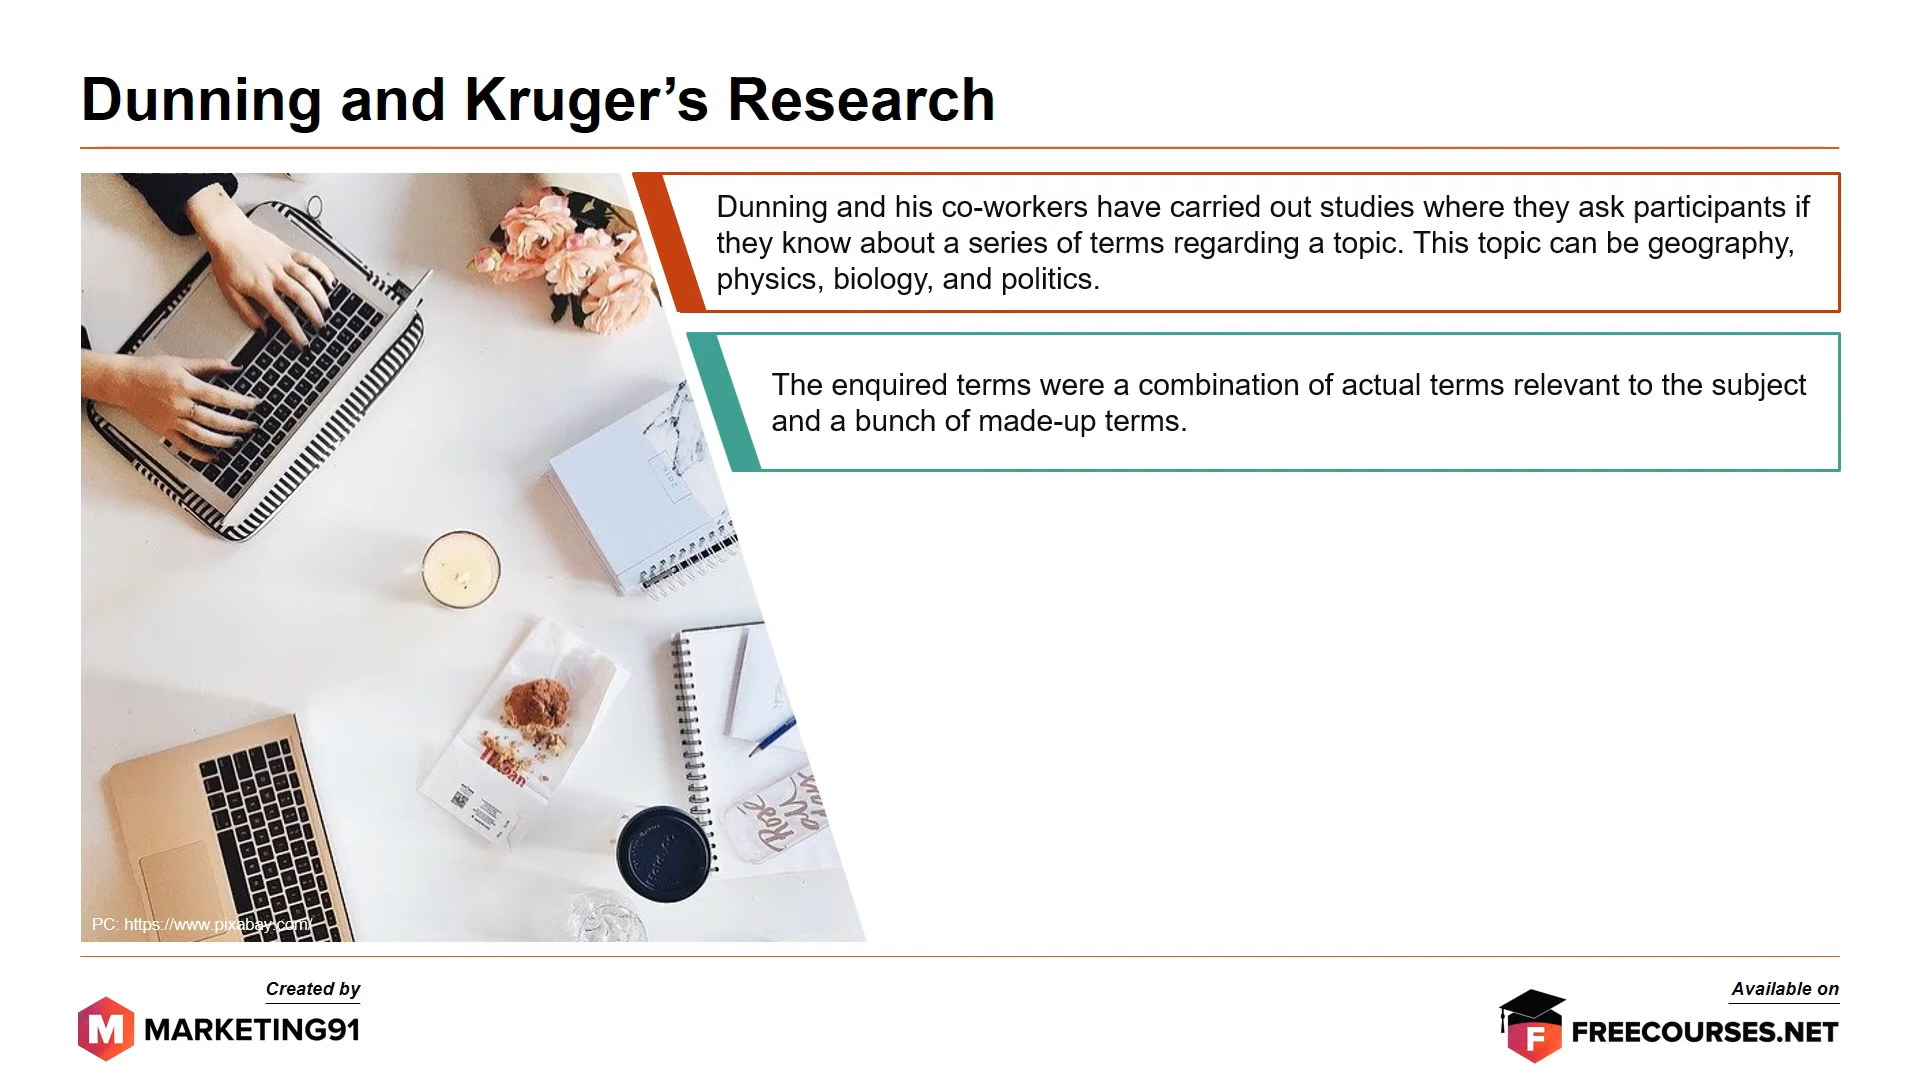 Dunning and Kruger’s Research
Dunning and his co-workers have carried out studies where they ask participants if
they know about a series of terms regarding a topic. This topic can be geography,
physics, biology, and politics.
The enquired terms were a combination of actual terms relevant to the subject
and a bunch of made-up terms.
PC: https://www.pixabay.com/
Created by
M MARKETING91
Available on
F FREECOURSES.NET